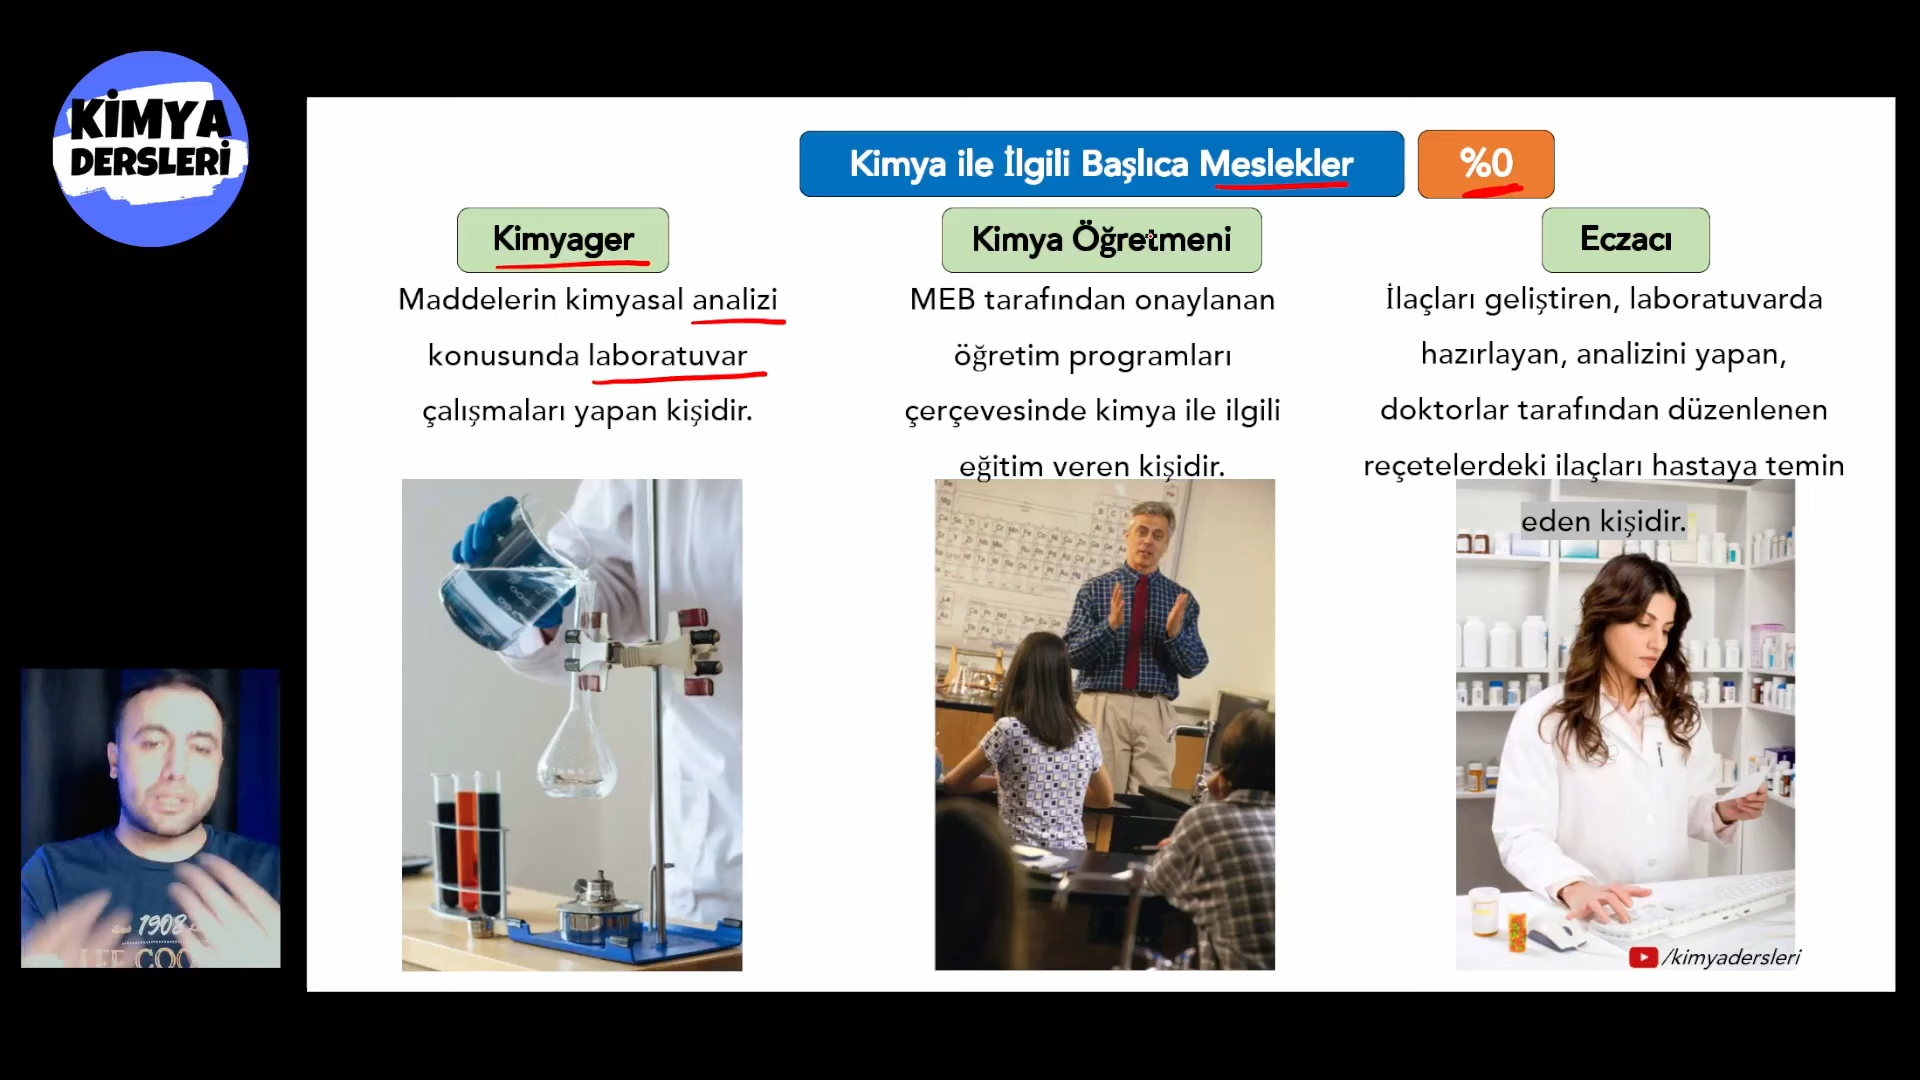 KİMYA
DERSLERİ
Kimya ile İlgili Başlıca Meslekler
%0
Kimyager
Maddelerin kimyasal analizi
konusunda laboratuvar
çalışmaları yapan kişidir.
Kimya Öğretmeni
MEB tarafından onaylanan
öğretim programları
çerçevesinde kimya ile ilgili
eğitim veren kişidir.
Eczacı
İlaçları geliştiren, laboratuvarda
hazırlayan, analizini yapan,
doktorlar tarafından düzenlenen
reçetelerdeki ilaçları hastaya temin
eden kişidir.
1908
/kimyadersleri